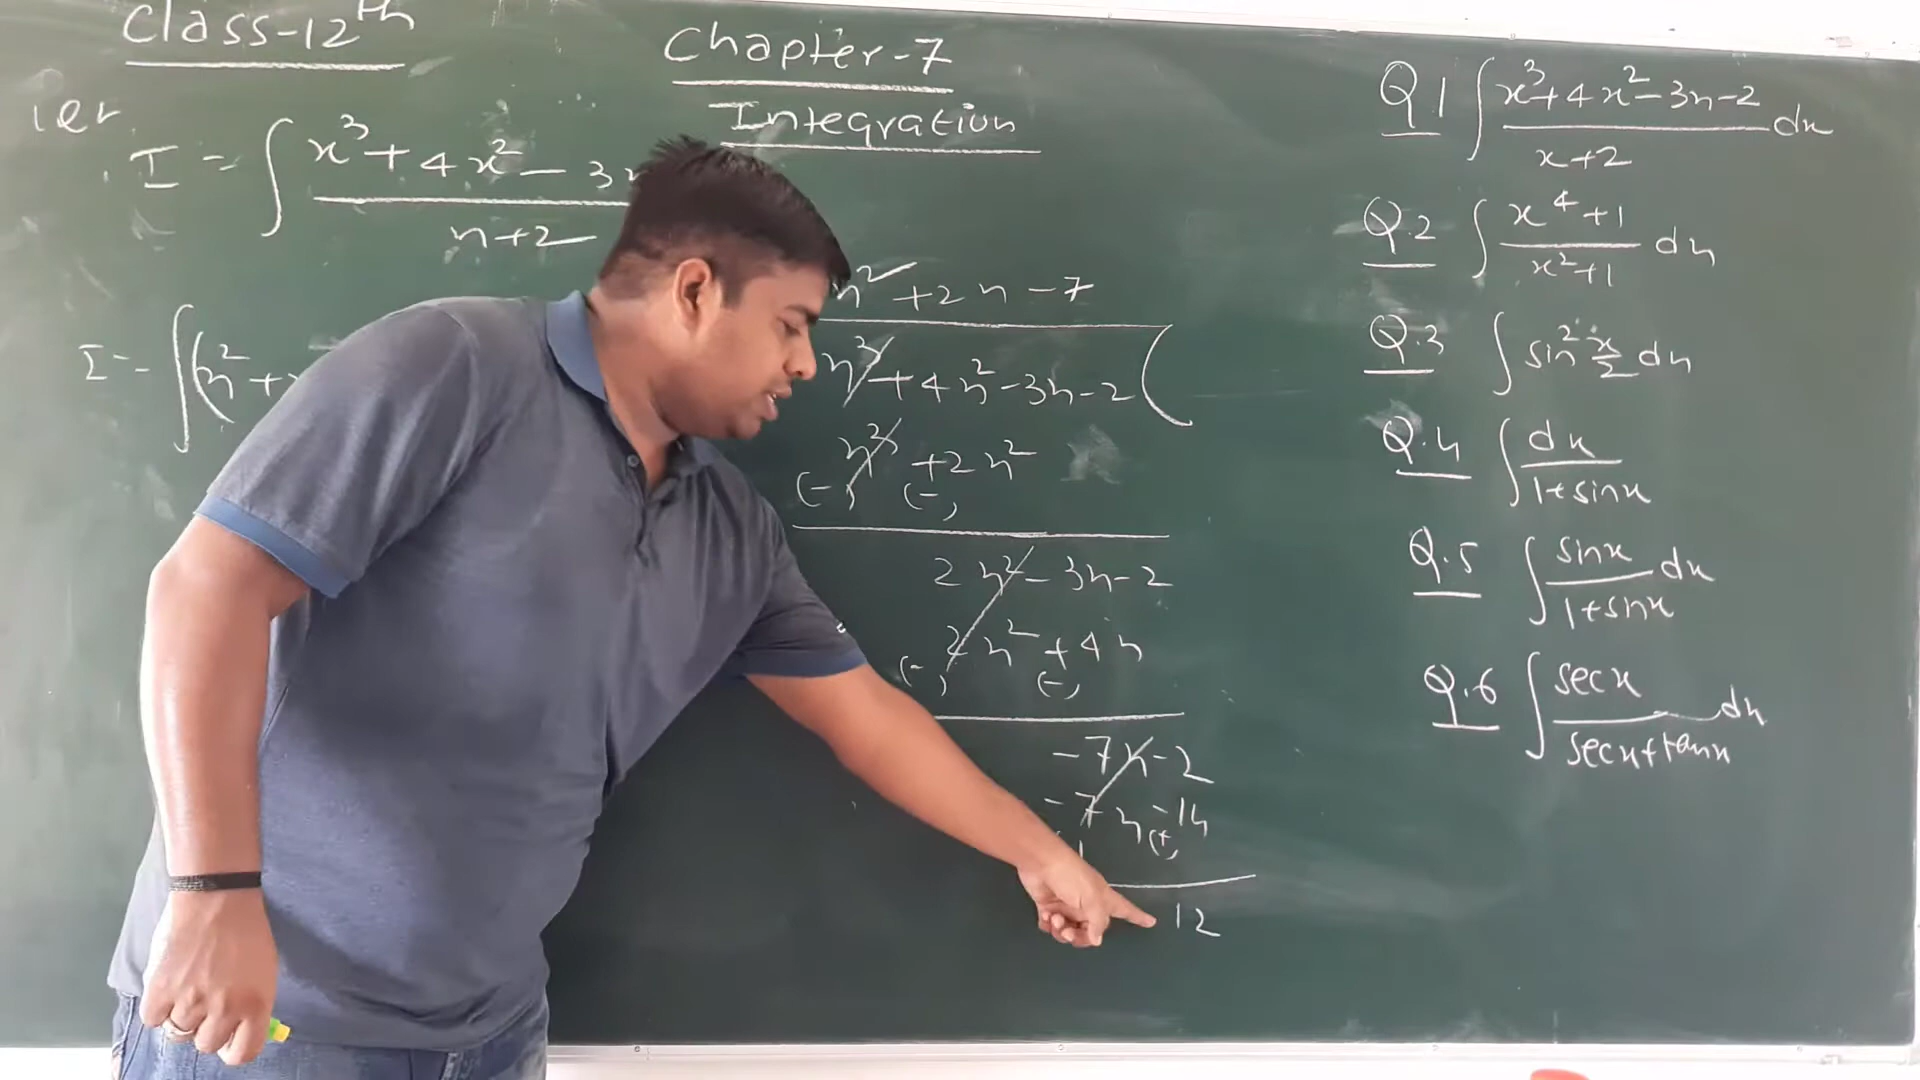 Class-12th
Chapter-7
Integration
Let
I = ∫ x³+4x²-3x
x+2
I = ∫(x²+
x²+2x-7
x³+4x²-3x-2
x³+2x²
(-) (-)
2x²-3x-2
2x²+4x
(-) (-)
-7x-2
-7x-14
(+)
12
Q.1 ∫ x³+4x²-3x-2 / x+2 dx
Q.2 ∫ x⁴+1 / x²+1 dx
Q.3 ∫ sin² x/2 dx
Q.4 ∫ dx / 1+sinx
Q.5 ∫ sinx / 1+sinx dx
Q.6 ∫ secx / secx+tanx dx